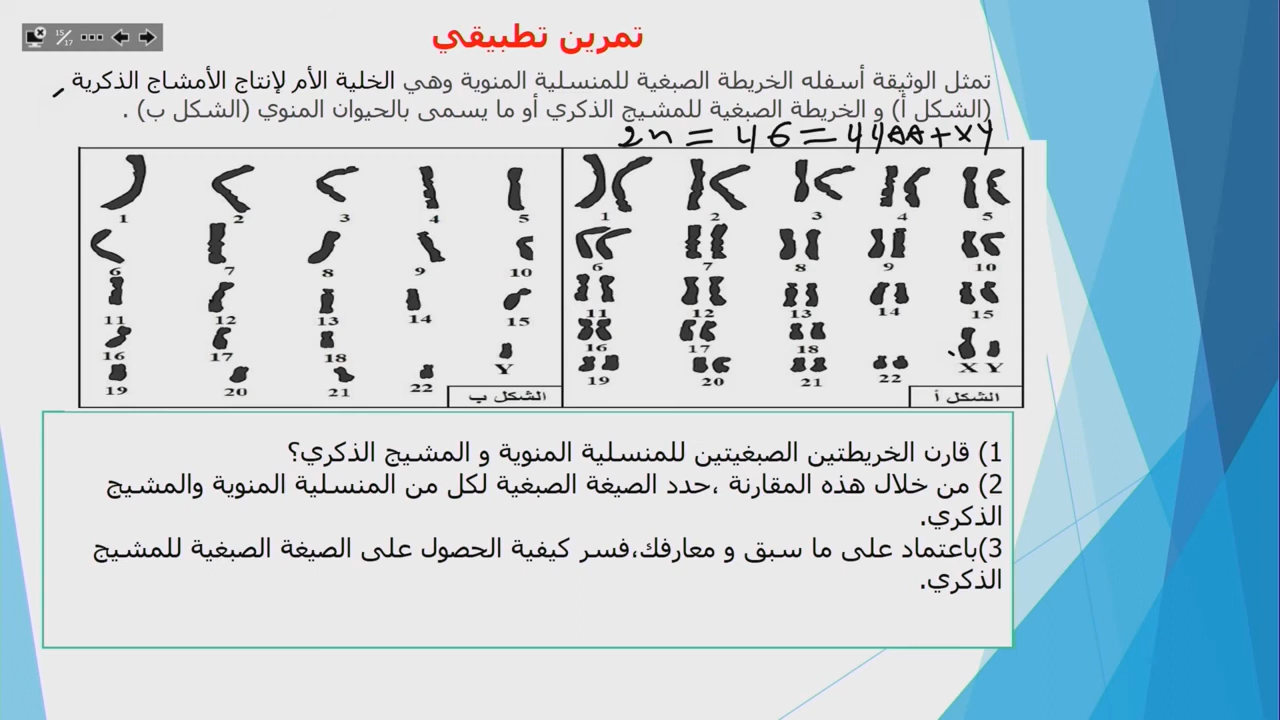 15/17
تمرين تطبيقي
تمثل الوثيقة أسفله الخريطة الصبغية للمنسلية المنوية وهي الخلية الأم لإنتاج الأمشاج الذكرية
(الشكل أ) و الخريطة الصبغية للمشيج الذكري أو ما يسمى بالحيوان المنوي (الشكل ب) .
2n = 46 = 44AA+XY
1 2 3 4 5
6 7 8 9 10
11 12 13 14 15
16 17 18 Y
19 20 21 22
الشكل ب
1 2 3 4 5
6 7 8 9 10
11 12 13 14 15
16 17 18 X Y
19 20 21 22
الشكل أ
1) قارن الخريطتين الصبغيتين للمنسلية المنوية و المشيج الذكري؟
2) من خلال هذه المقارنة ،حدد الصيغة الصبغية لكل من المنسلية المنوية والمشيج
الذكري.
3)باعتماد على ما سبق و معارفك،فسر كيفية الحصول على الصيغة الصبغية للمشيج
الذكري.